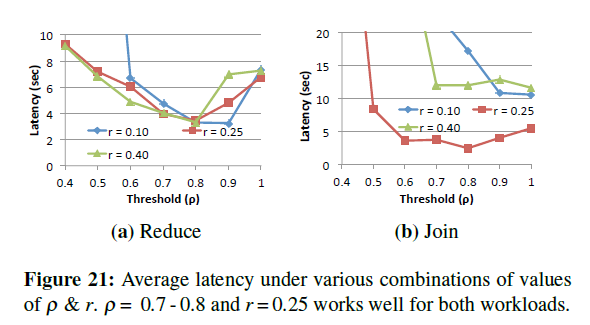 10
8
6
4
2
0
Latency (sec)
r = 0.10
r = 0.25
r = 0.40
0.4 0.5 0.6 0.7 0.8 0.9 1
Threshold (ρ)
(a) Reduce
20
15
10
5
0
Latency (sec)
r = 0.10
r = 0.25
r = 0.40
0.4 0.5 0.6 0.7 0.8 0.9 1
Threshold (ρ)
(b) Join
Figure 21: Average latency under various combinations of values
of ρ & r. ρ = 0.7 - 0.8 and r = 0.25 works well for both workloads.